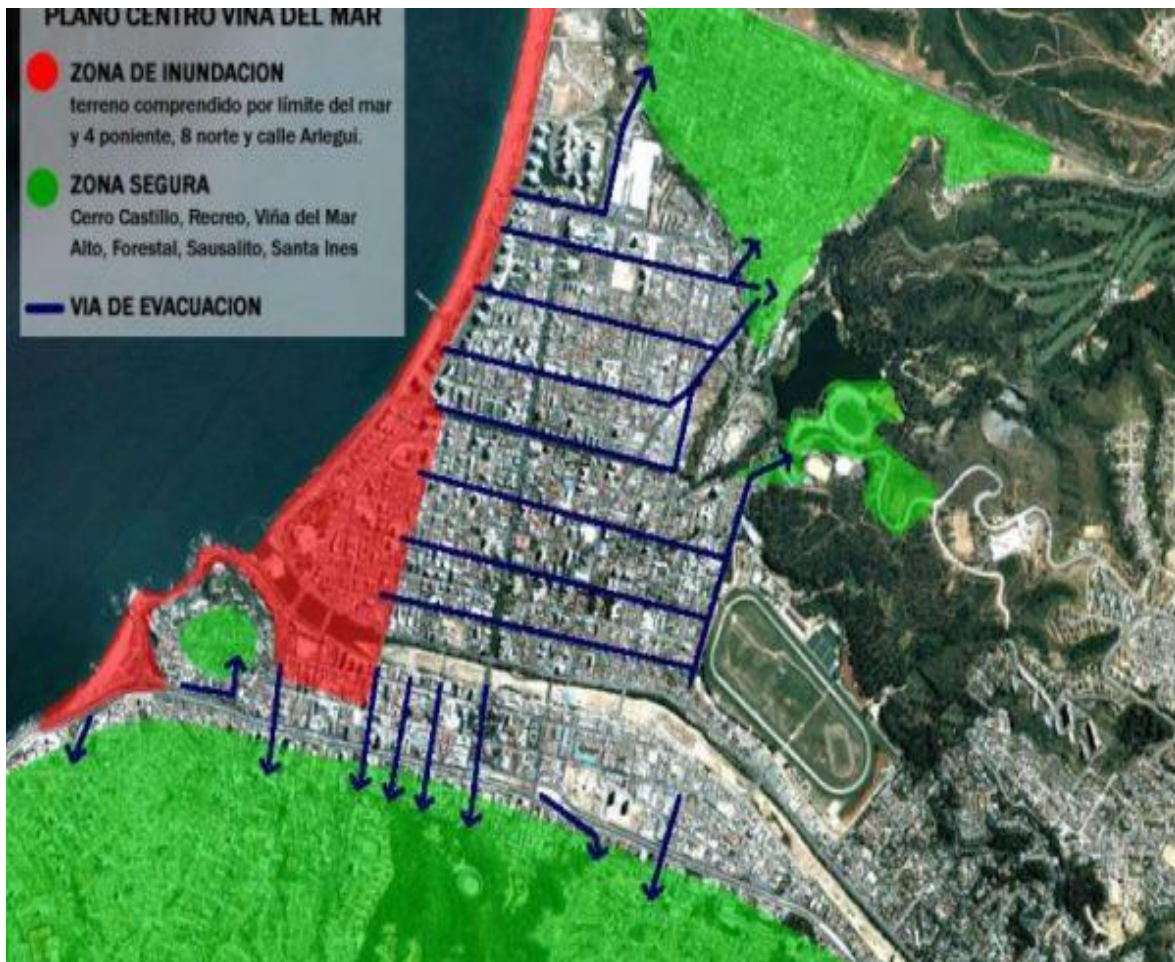 PLANO CENTRO VIÑA DEL MAR
ZONA DE INUNDACION
terreno comprendido por límite del mar
y 4 poniente, 8 norte y calle Arlegui.
ZONA SEGURA
Cerro Castillo, Recreo, Viña del Mar
Alto, Forestal, Sausalito, Santa Ines
VIA DE EVACUACION